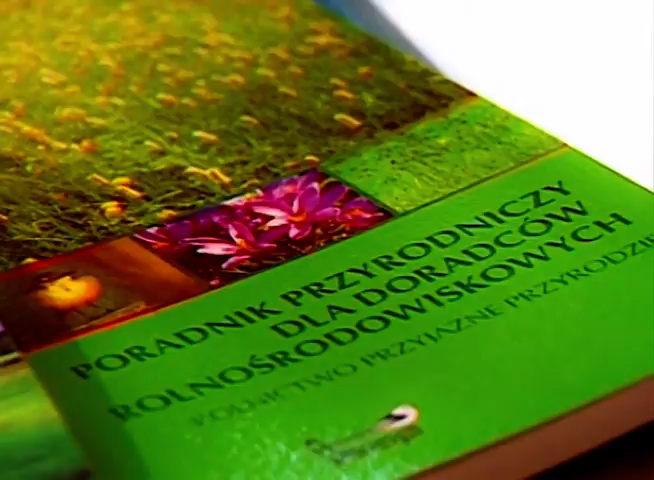 PORADNIK PRZYRODNICZY
DLA DORADCÓW
ROLNOŚRODOWISKOWYCH
ROLNICTWO PRZYJAZNE PRZYRODZIE